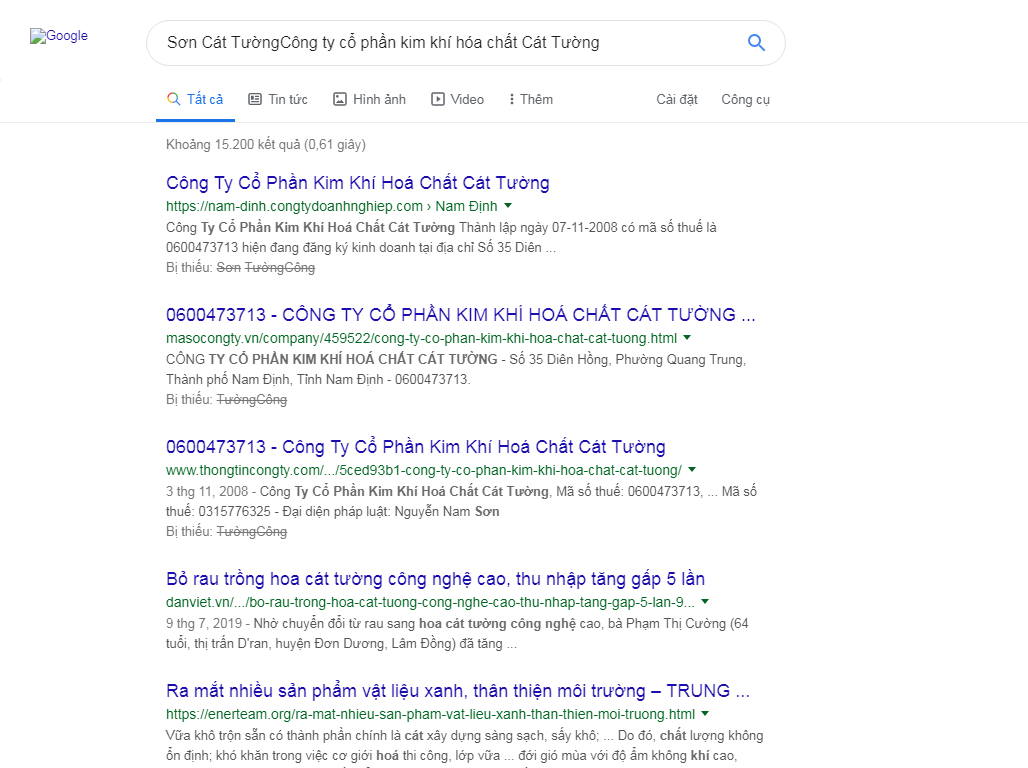 Google
Sơn Cát TườngCông ty cổ phần kim khí hóa chất Cát Tường
Tất cả Tin tức Hình ảnh Video Thêm Cài đặt Công cụ
Khoảng 15.200 kết quả (0,61 giây)
Công Ty Cổ Phần Kim Khí Hoá Chất Cát Tường
https://nam-dinh.congtydoanhnghiep.com › Nam Định
Công Ty Cổ Phần Kim Khí Hoá Chất Cát Tường Thành lập ngày 07-11-2008 có mã số thuế là
0600473713 hiện đang đăng ký kinh doanh tại địa chỉ Số 35 Diên ...
Bị thiếu: Sơn TườngCông
0600473713 - CÔNG TY CỔ PHẦN KIM KHÍ HOÁ CHẤT CÁT TƯỜNG ...
masocongty.vn/company/459522/cong-ty-co-phan-kim-khi-hoa-chat-cat-tuong.html
CÔNG TY CỔ PHẦN KIM KHÍ HOÁ CHẤT CÁT TƯỜNG - Số 35 Diên Hồng, Phường Quang Trung,
Thành phố Nam Định, Tỉnh Nam Định - 0600473713.
Bị thiếu: TườngCông
0600473713 - Công Ty Cổ Phần Kim Khí Hoá Chất Cát Tường
www.thongtincongty.com/.../5ced93b1-cong-ty-co-phan-kim-khi-hoa-chat-cat-tuong/
3 thg 11, 2008 - Công Ty Cổ Phần Kim Khí Hoá Chất Cát Tường, Mã số thuế: 0600473713, ... Mã số
thuế: 0315776325 - Đại diện pháp luật: Nguyễn Nam Sơn
Bị thiếu: TườngCông
Bỏ rau trồng hoa cát tường công nghệ cao, thu nhập tăng gấp 5 lần
danviet.vn/.../bo-rau-trong-hoa-cat-tuong-cong-nghe-cao-thu-nhap-tang-gap-5-lan-9...
9 thg 7, 2019 - Nhờ chuyển đổi từ rau sang hoa cát tường công nghệ cao, bà Phạm Thị Cường (64
tuổi, thị trấn D'ran, huyện Đơn Dương, Lâm Đồng) đã tăng ...
Ra mắt nhiều sản phẩm vật liệu xanh, thân thiện môi trường – TRUNG ...
https://enerteam.org/ra-mat-nhieu-san-pham-vat-lieu-xanh-than-thien-moi-truong.html
Vữa khô trộn sẵn có thành phần chính là cát xây dựng sàng sạch, sấy khô; ... Do đó, chất lượng không
ổn định; khó khăn trong việc cơ giới hoá thi công, lớp vữa ... đới gió mùa với độ ẩm không khí cao,